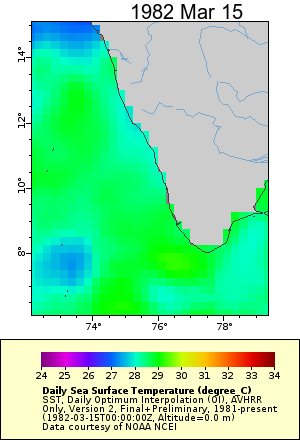 1982 Mar 15
14°
12°
10°
8°
74°
76°
78°
24 25 26 27 28 29 30 31 32 33 34
Daily Sea Surface Temperature (degree_C)
SST, Daily Optimum Interpolation (OI), AVHRR
Only, Version 2, Final+Preliminary, 1981-present
(1982-03-15T00:00:00Z, Altitude=0.0 m)
Data courtesy of NOAA NCEI